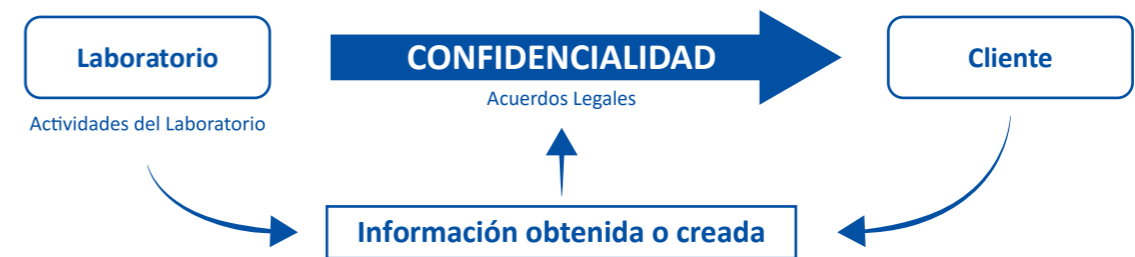 Laboratorio
CONFIDENCIALIDAD
Cliente
Acuerdos Legales
Actividades del Laboratorio
Información obtenida o creada